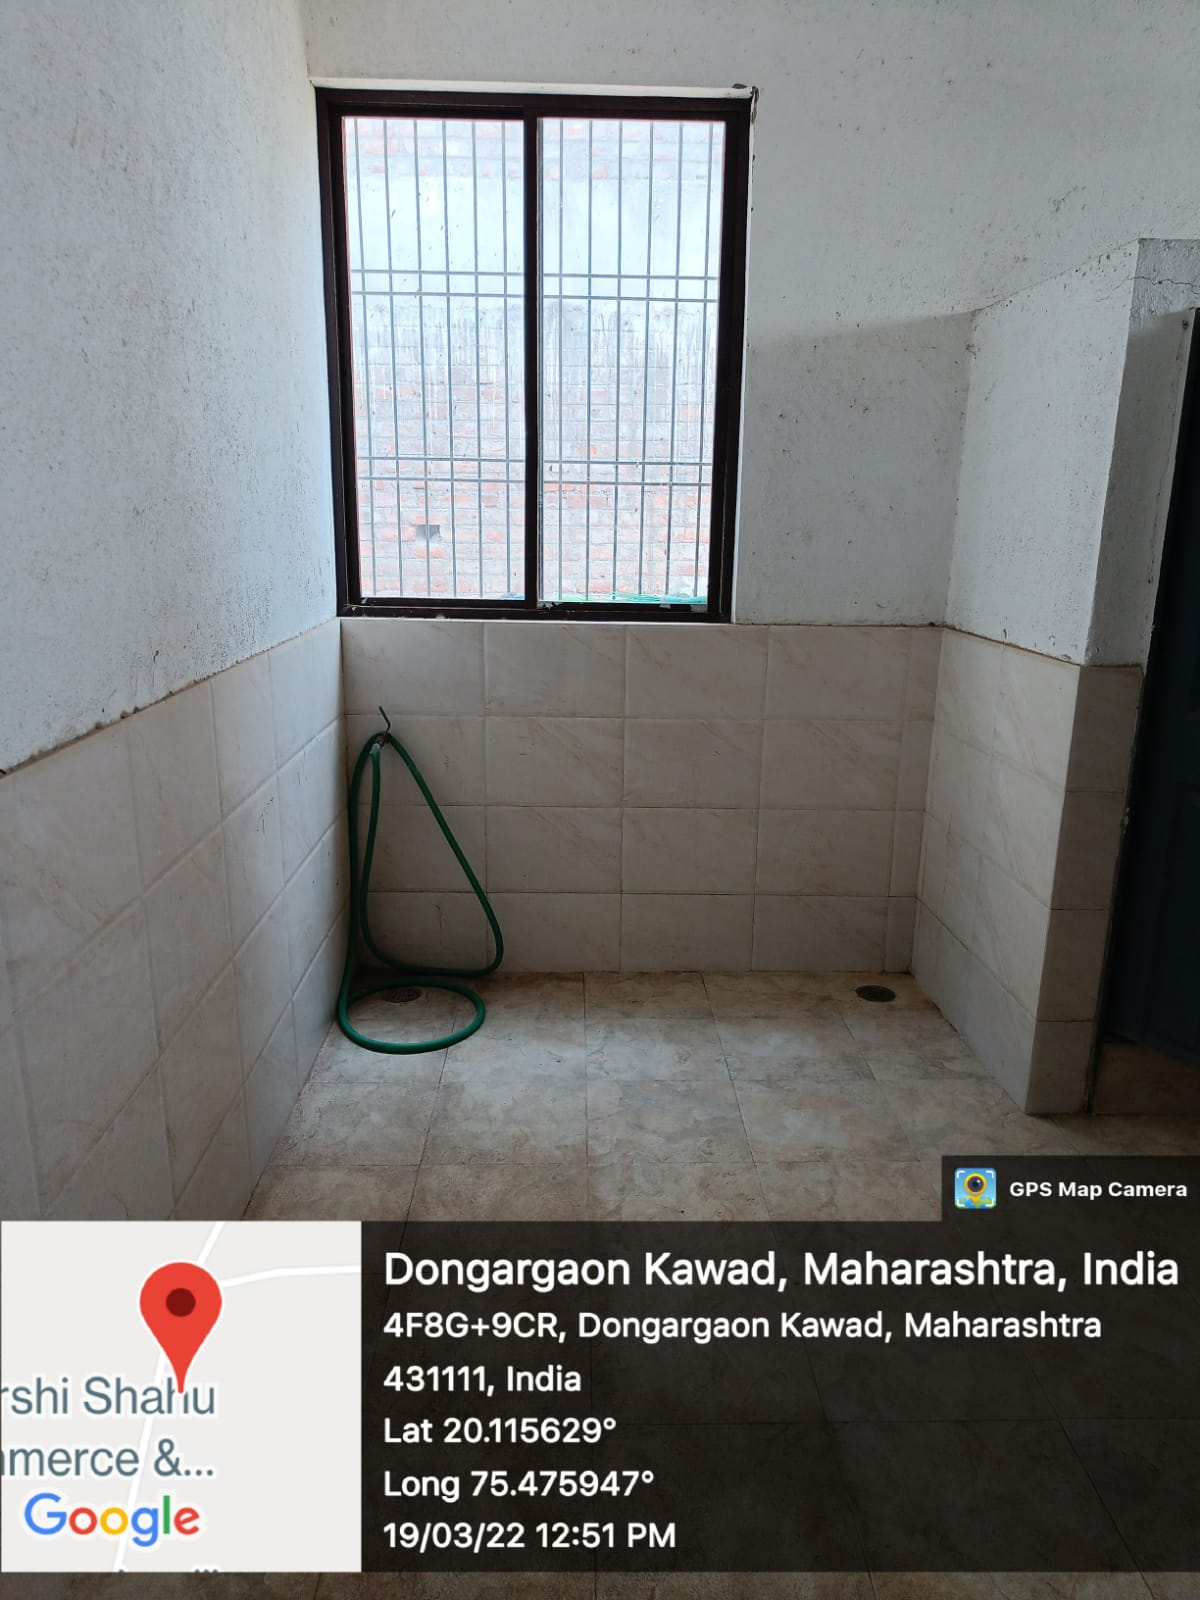 GPS Map Camera
Dongargaon Kawad, Maharashtra, India
4F8G+9CR, Dongargaon Kawad, Maharashtra
431111, India
Lat 20.115629°
Long 75.475947°
19/03/22 12:51 PM
rshi Shahu
mmerce &...
Google